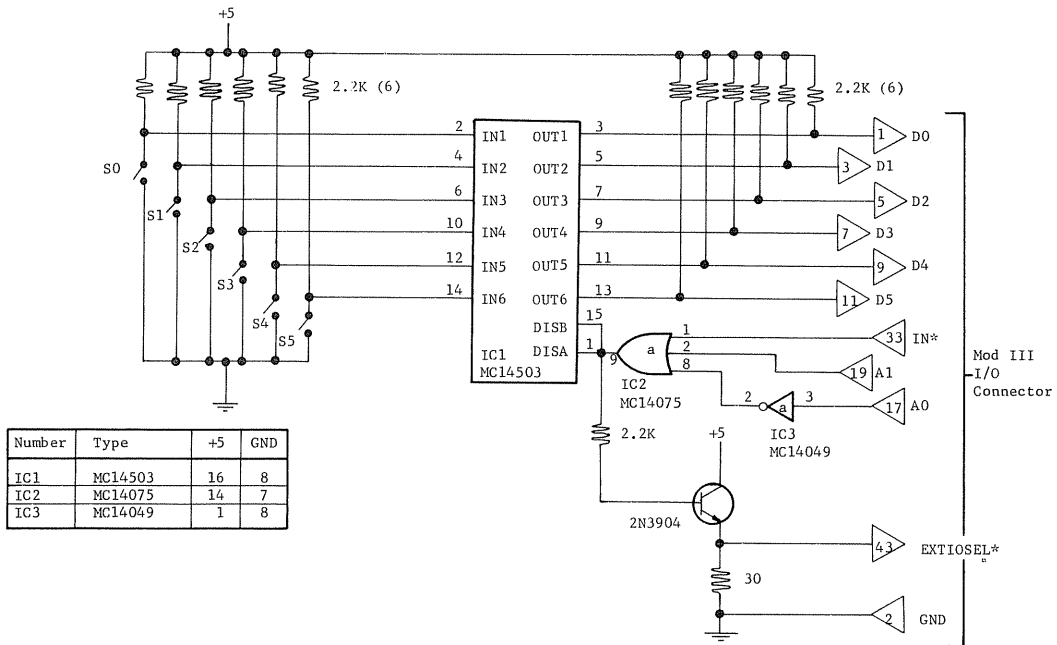 +5
2.2K (6)
2.2K (6)
S0
S1
S2
S3
S4
S5
2 IN1 OUT1 3
4 IN2 OUT2 5
6 IN3 OUT3 7
10 IN4 OUT4 9
12 IN5 OUT5 11
14 IN6 OUT6 13
DISB 15
DISA 1
IC1
MC14503
1 D0
3 D1
5 D2
7 D3
9 D4
11 D5
33 IN*
19 A1
17 A0
9 a 1
2
8
IC2
MC14075
2 a 3
IC3
MC14049
Mod III
I/O
Connector
2.2K
+5
2N3904
43 EXTIOSEL*
30
2 GND
Number Type +5 GND
IC1 MC14503 16 8
IC2 MC14075 14 7
IC3 MC14049 1 8